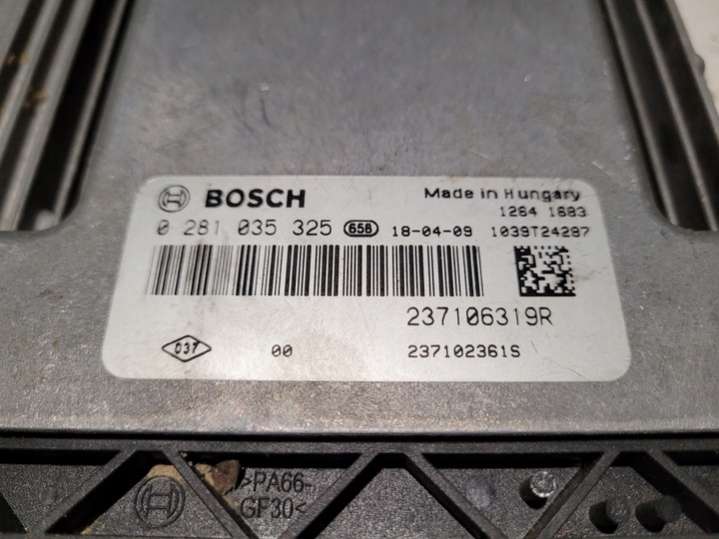 BOSCH Made in Hungary
1264 1683
0 281 035 325 656 18-04-09 1039T24287
237106319R
037 00 237102361S
>PA66-
GF30<